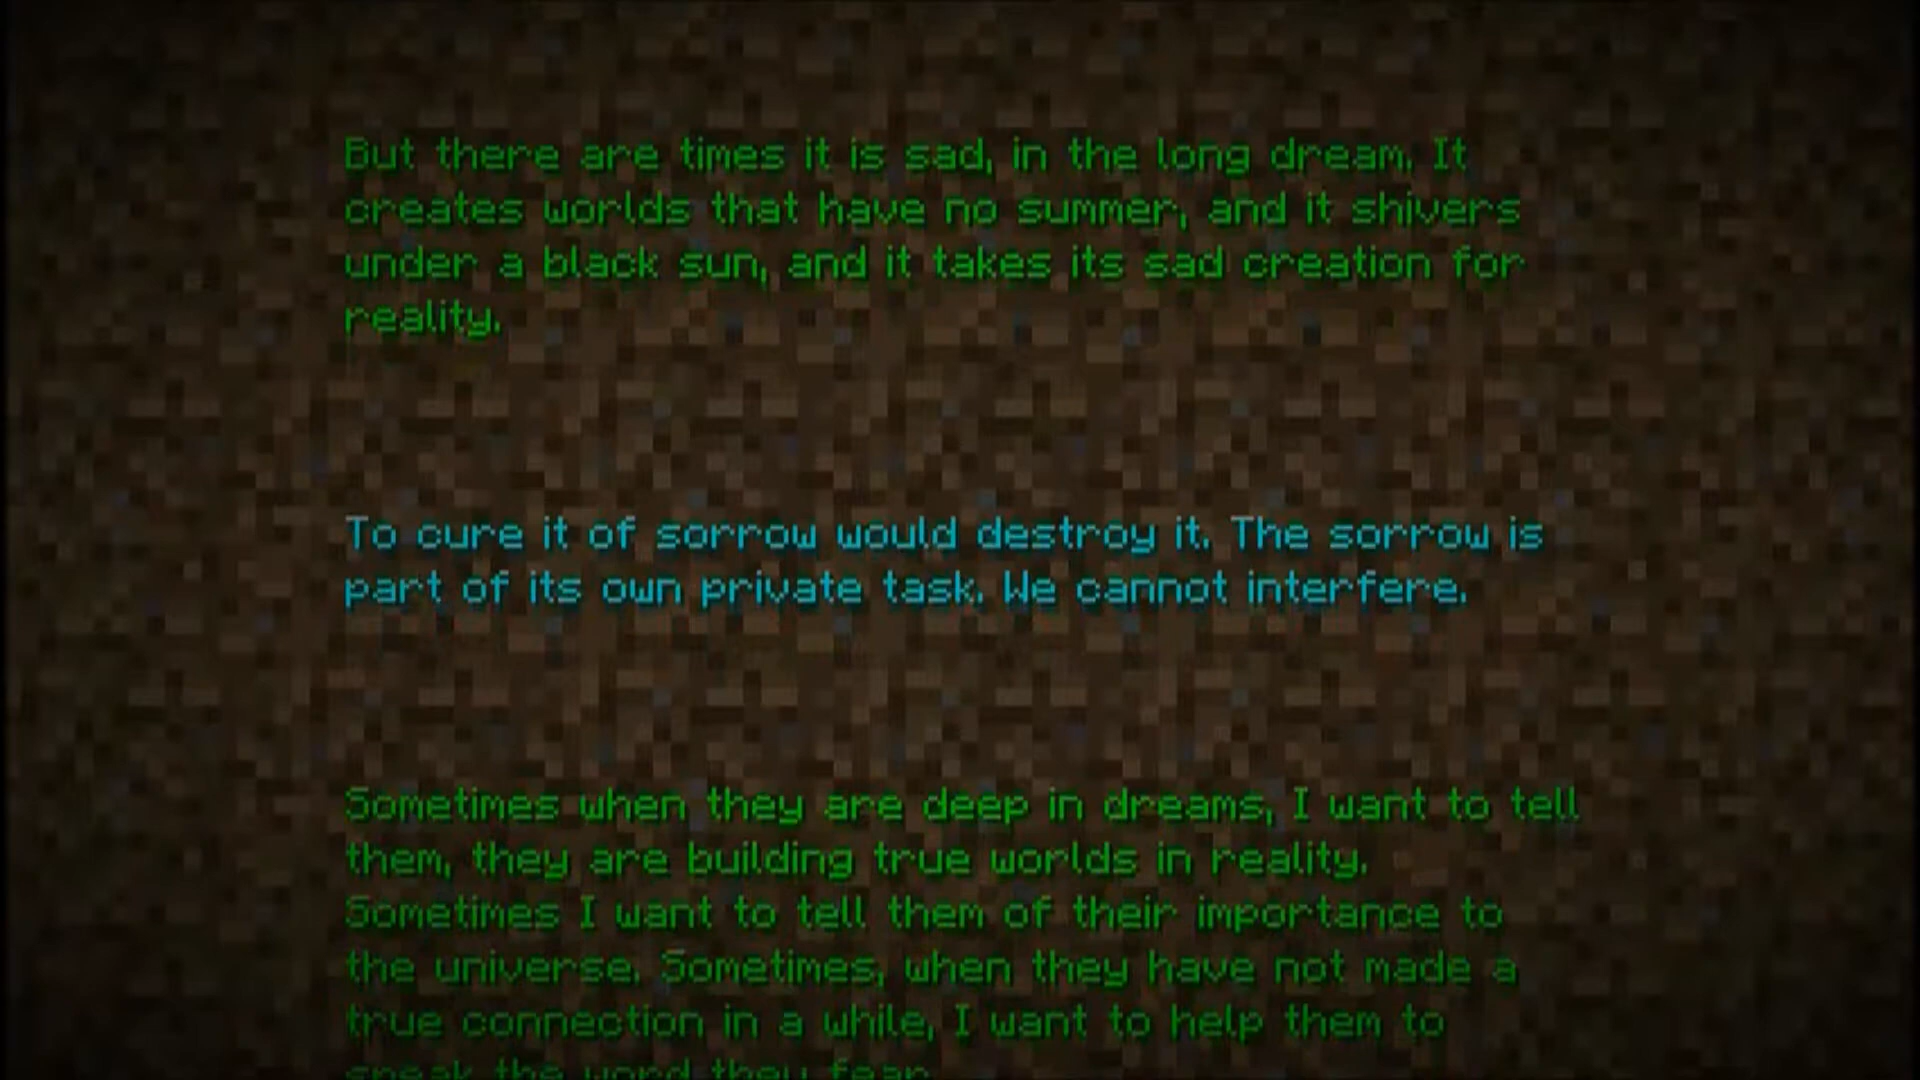 But there are times it is sad, in the long dream. It
creates worlds that have no summer, and it shivers
under a black sun, and it takes its sad creation for
reality.
To cure it of sorrow would destroy it. The sorrow is
part of its own private task. We cannot interfere.
Sometimes when they are deep in dreams, I want to tell
them, they are building true worlds in reality.
Sometimes I want to tell them of their importance to
the universe. Sometimes, when they have not made a
true connection in a while, I want to help them to
speak the word they fear.